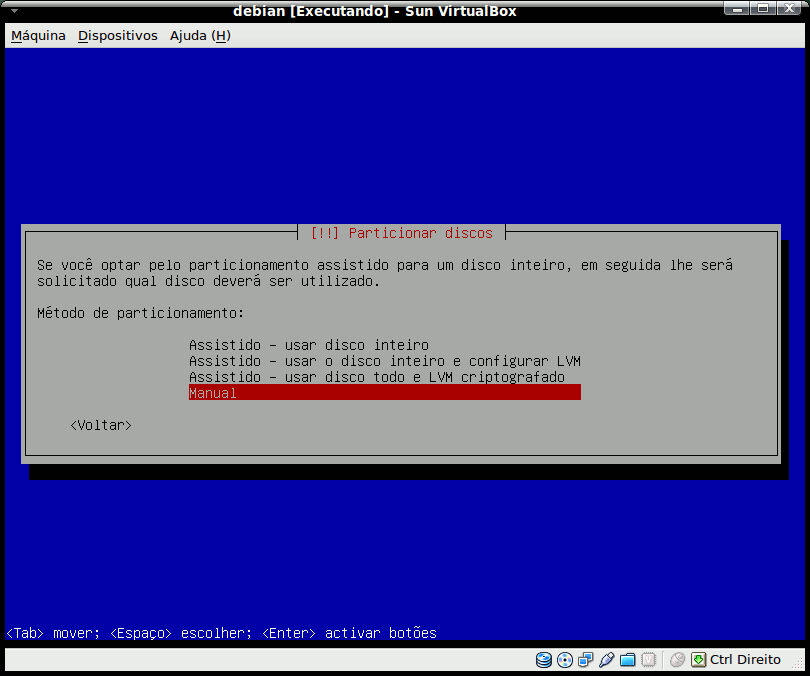 debian [Executando] - Sun VirtualBox
Máquina Dispositivos Ajuda (H)
[!!] Particionar discos
Se você optar pelo particionamento assistido para um disco inteiro, em seguida lhe será
solicitado qual disco deverá ser utilizado.
Método de particionamento:
Assistido - usar disco inteiro
Assistido - usar o disco inteiro e configurar LVM
Assistido - usar disco todo e LVM criptografado
Manual
<Voltar>
<Tab> mover; <Espaço> escolher; <Enter> activar botões
Ctrl Direito